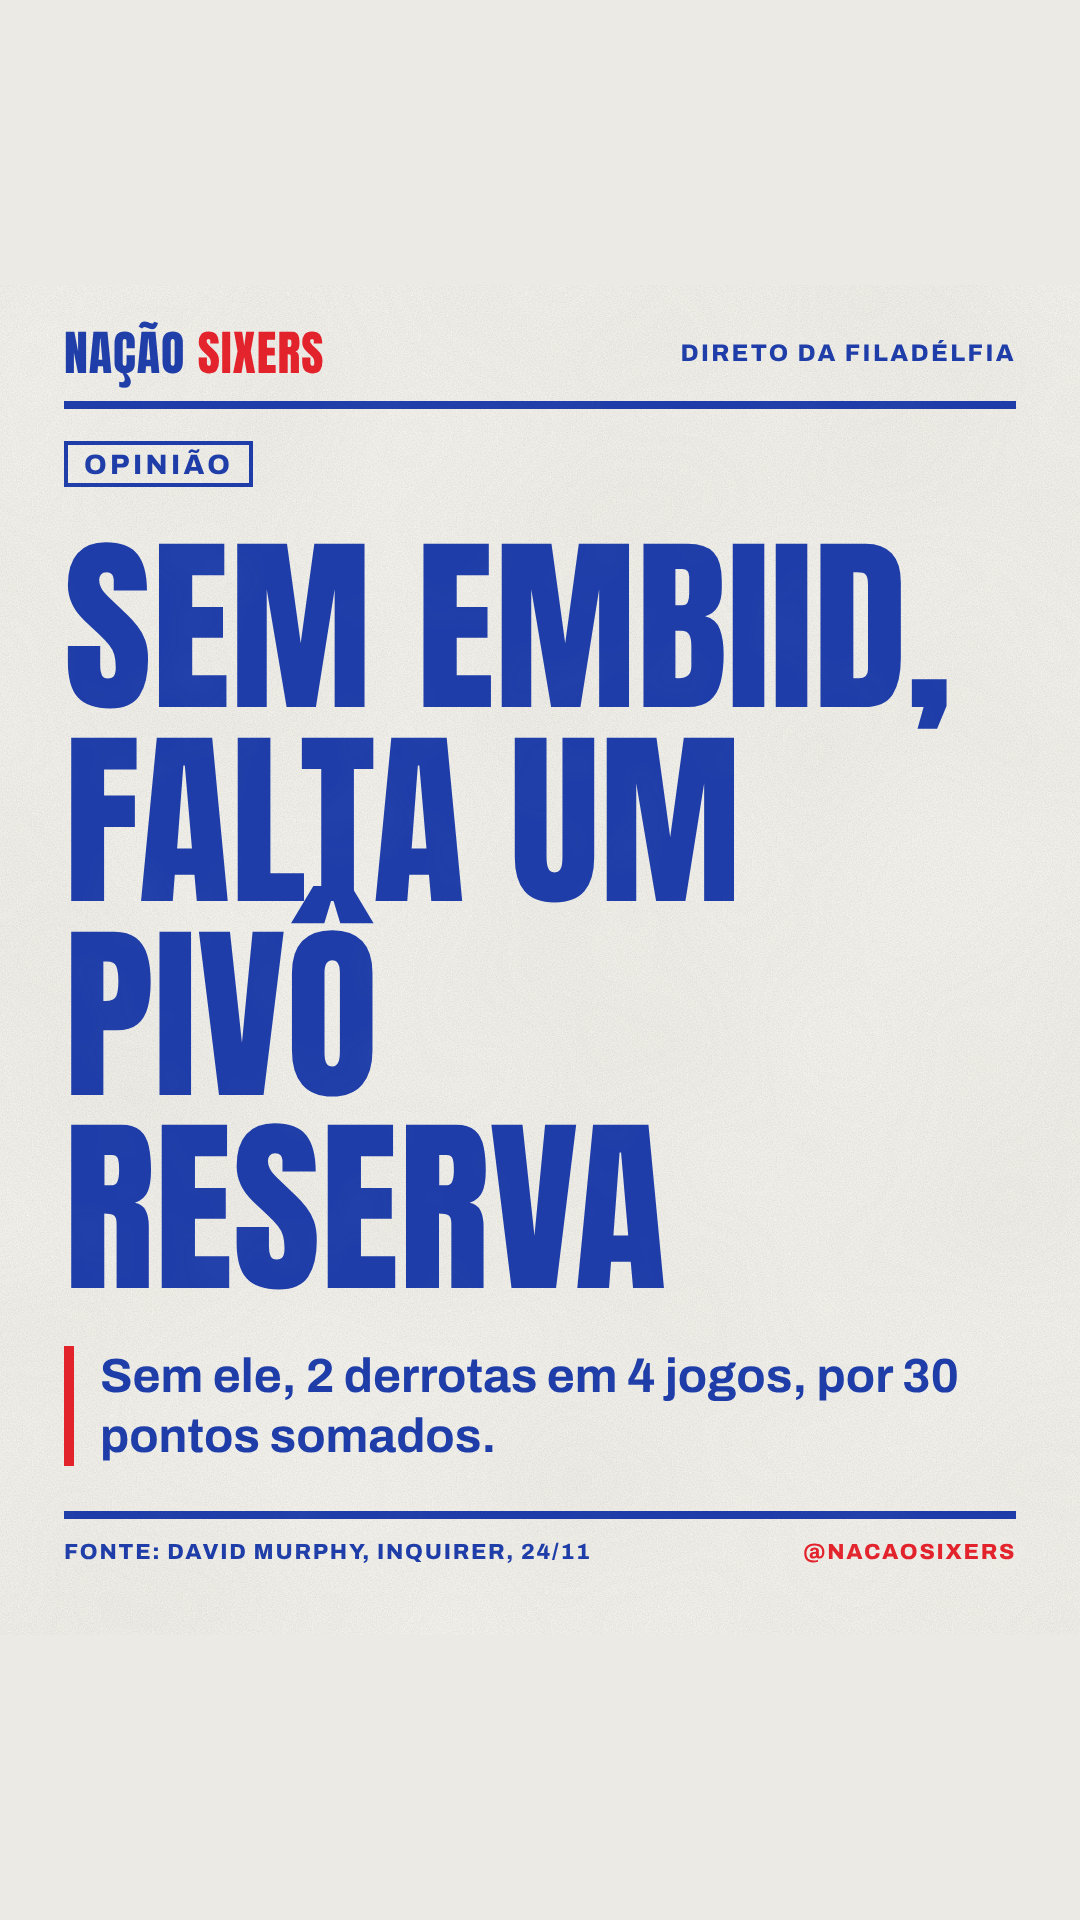 NAÇÃO SIXERS
DIRETO DA FILADÉLFIA
OPINIÃO
SEM EMBIID,
FALTA UM
PIVÔ
RESERVA
Sem ele, 2 derrotas em 4 jogos, por 30
pontos somados.
FONTE: DAVID MURPHY, INQUIRER, 24/11
@NACAOSIXERS